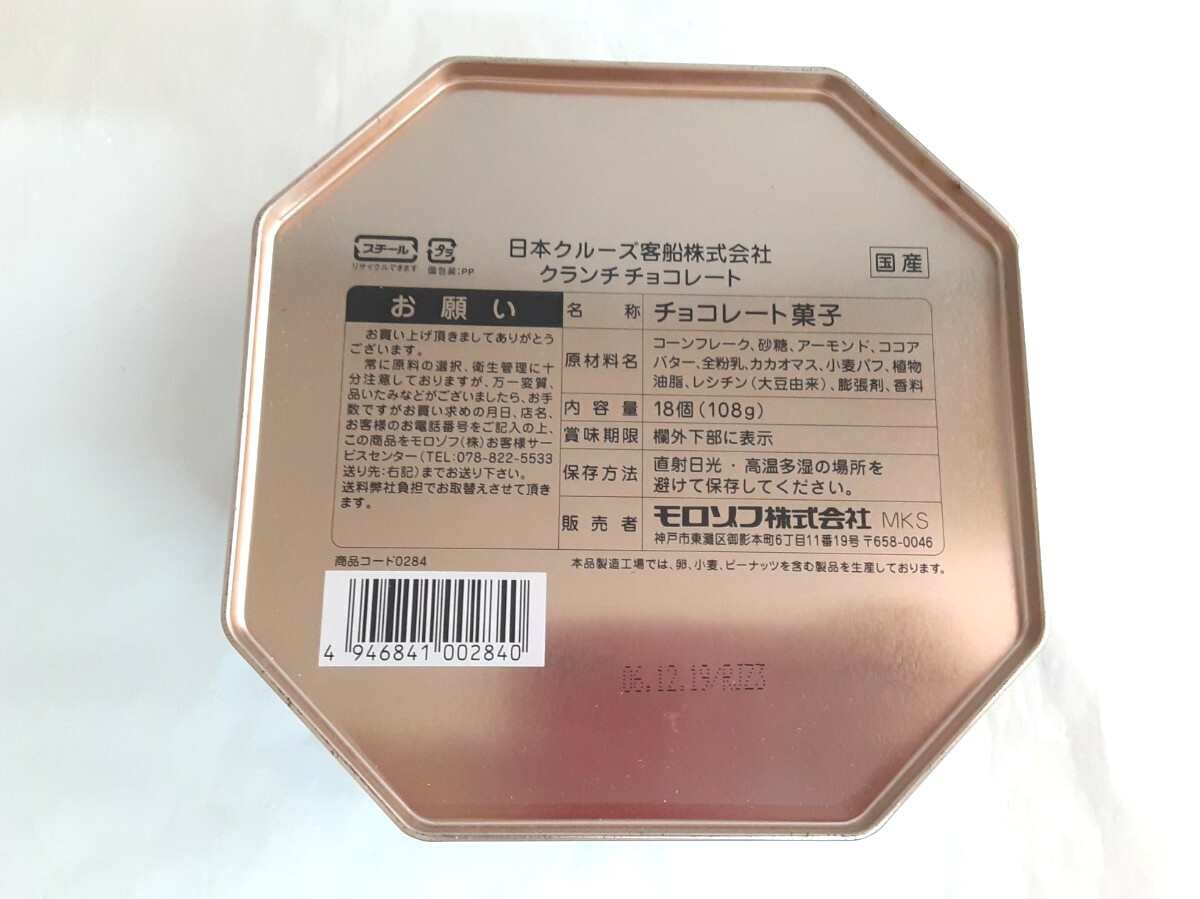 スチール
リサイクルできます
プラ
個包装:PP
日本クルーズ客船株式会社
クランチチョコレート
国産
お願い
お買い上げ頂きましてありがとう
ございます。
常に原料の選択、衛生管理に十
分注意しておりますが、万一変質、
品いたみなどがございましたら、お手
数ですがお買い求めの月日、店名、
お客様のお電話番号をご記入の上、
この商品をモロゾフ(株)お客様サー
ビスセンター(TEL:078-822-5533
送り先:右記)までお送り下さい。
送料弊社負担でお取替えさせて頂き
ます。
名称 チョコレート菓子
原材料名 コーンフレーク、砂糖、アーモンド、ココア
バター、全粉乳、カカオマス、小麦パフ、植物
油脂、レシチン(大豆由来)、膨張剤、香料
内容量 18個(108g)
賞味期限 欄外下部に表示
保存方法 直射日光・高温多湿の場所を
避けて保存してください。
販売者 モロゾフ株式会社 MKS
神戸市東灘区御影本町6丁目11番19号 〒658-0046
商品コード0284
本品製造工場では、卵、小麦、ピーナッツを含む製品を生産しております。
4 946841 002840
06.12.19/RJZ3